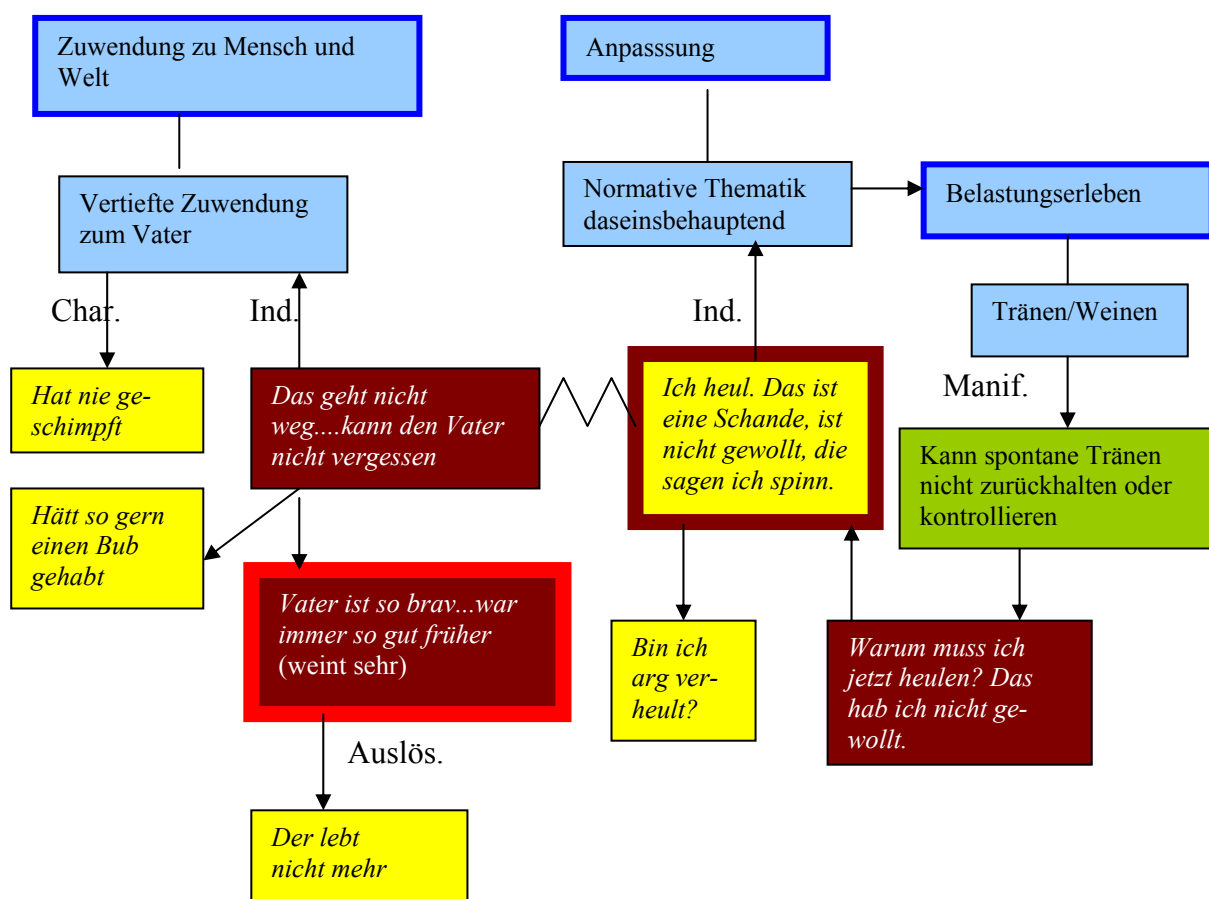 Zuwendung zu Mensch und
Welt
Anpasssung
Vertiefte Zuwendung
zum Vater
Normative Thematik
daseinsbehauptend
Belastungserleben
Char.
Ind.
Ind.
Tränen/Weinen
Manif.
Hat nie ge-
schimpft
Das geht nicht
weg....kann den Vater
nicht vergessen
Ich heul. Das ist
eine Schande, ist
nicht gewollt, die
sagen ich spinn.
Kann spontane Tränen
nicht zurückhalten oder
kontrollieren
Hätt so gern
einen Bub
gehabt
Vater ist so brav...war
immer so gut früher
(weint sehr)
Bin ich
arg ver-
heult?
Warum muss ich
jetzt heulen? Das
hab ich nicht ge-
wollt.
Auslös.
Der lebt
nicht mehr